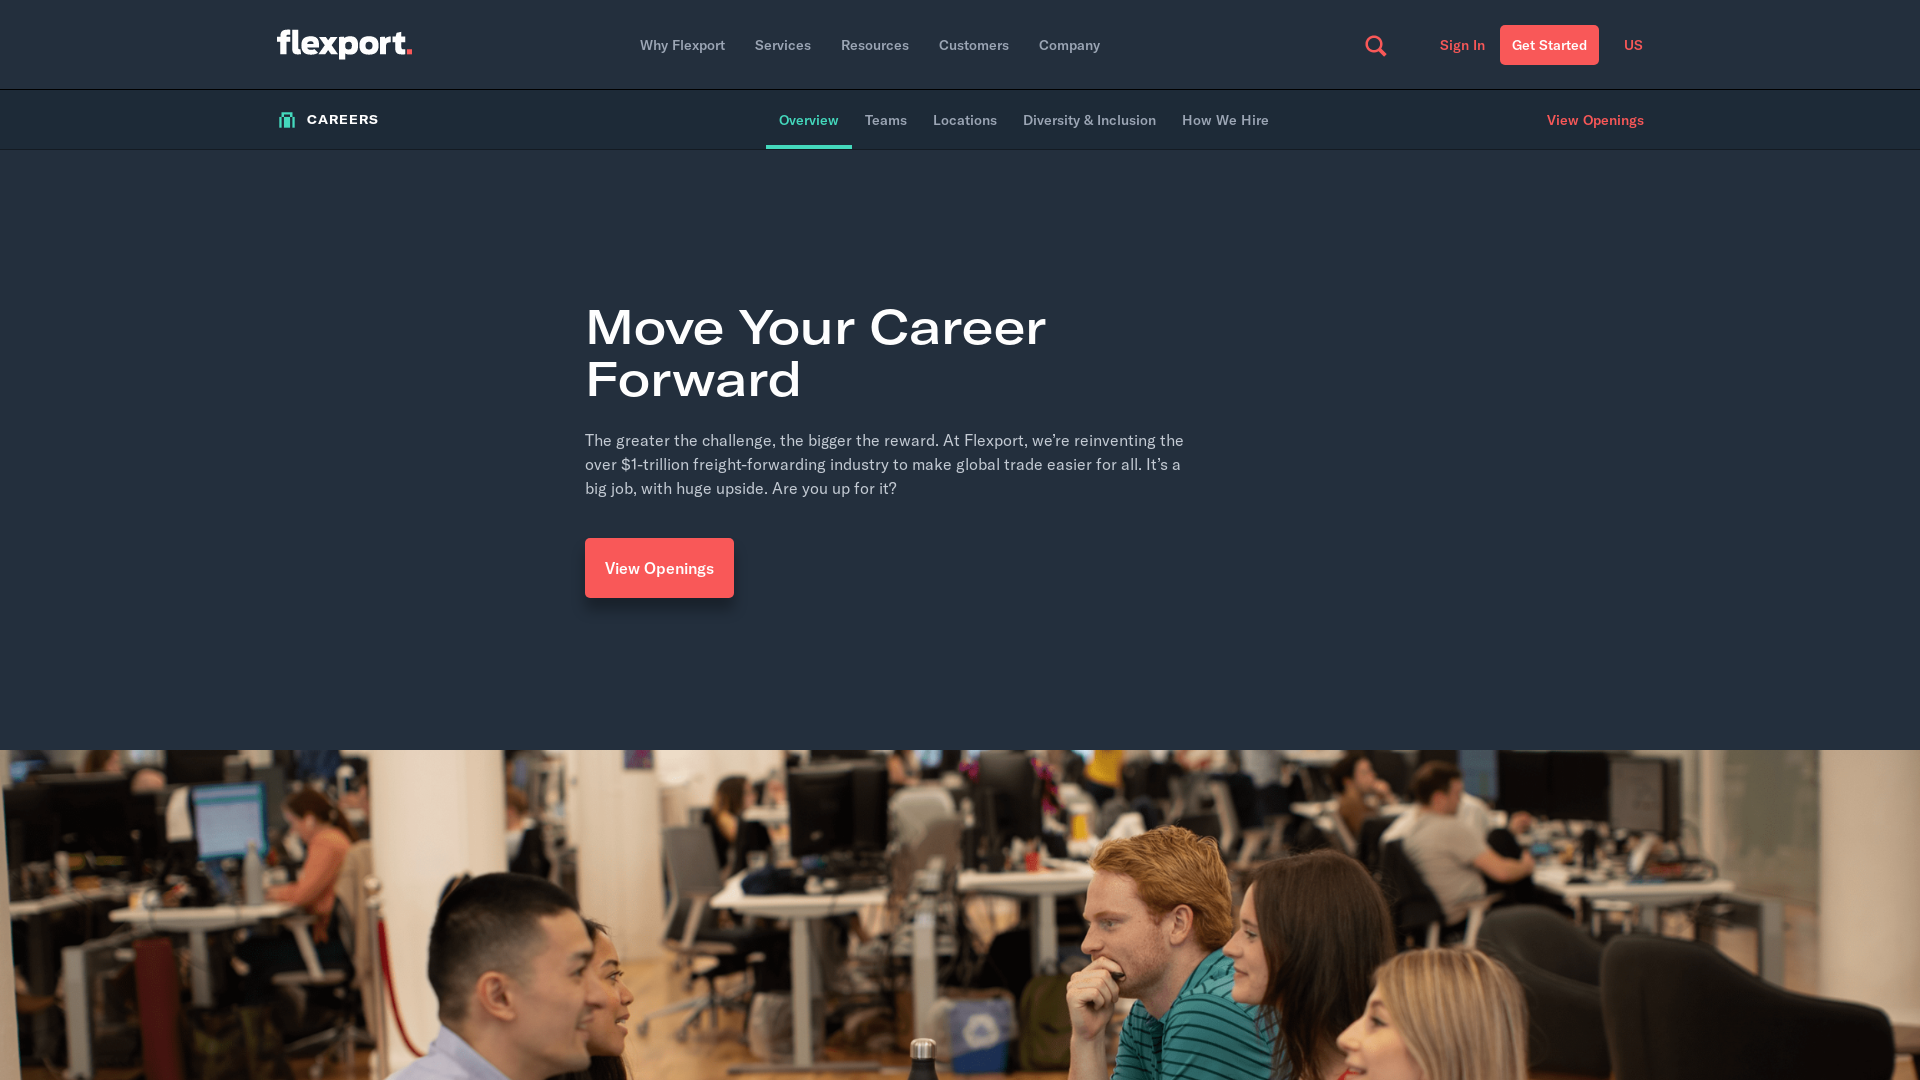 flexport.
Why Flexport
Services
Resources
Customers
Company
Sign In
Get Started
US
CAREERS
Overview
Teams
Locations
Diversity & Inclusion
How We Hire
View Openings
Move Your Career
Forward
The greater the challenge, the bigger the reward. At Flexport, we’re reinventing the
over $1-trillion freight-forwarding industry to make global trade easier for all. It’s a
big job, with huge upside. Are you up for it?
View Openings